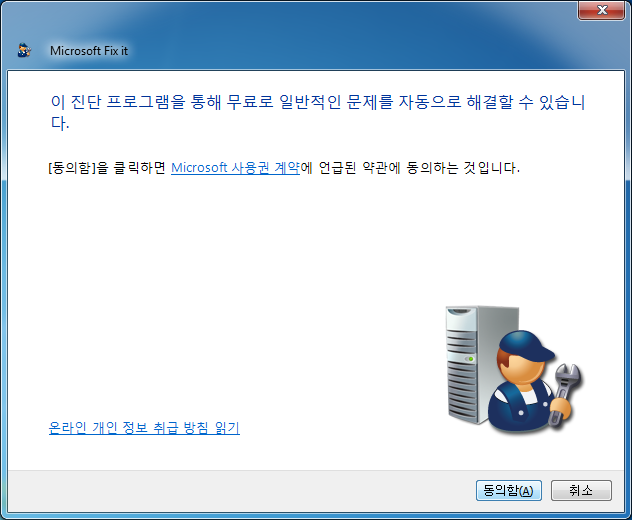 Microsoft Fix it
이 진단 프로그램을 통해 무료로 일반적인 문제를 자동으로 해결할 수 있습니
다.
[동의함]을 클릭하면 Microsoft 사용권 계약에 언급된 약관에 동의하는 것입니다.
온라인 개인 정보 취급 방침 읽기
동의함(A) 취소